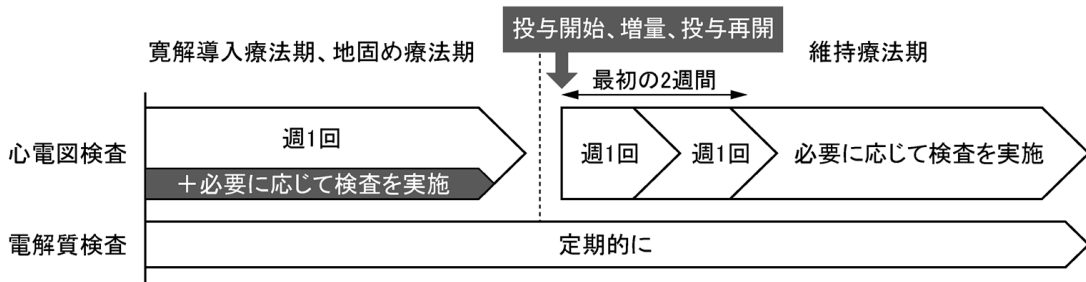 投与開始、増量、投与再開
寛解導入療法期、地固め療法期
維持療法期
最初の2週間
心電図検査
週1回
週1回
週1回
必要に応じて検査を実施
＋必要に応じて検査を実施
電解質検査
定期的に